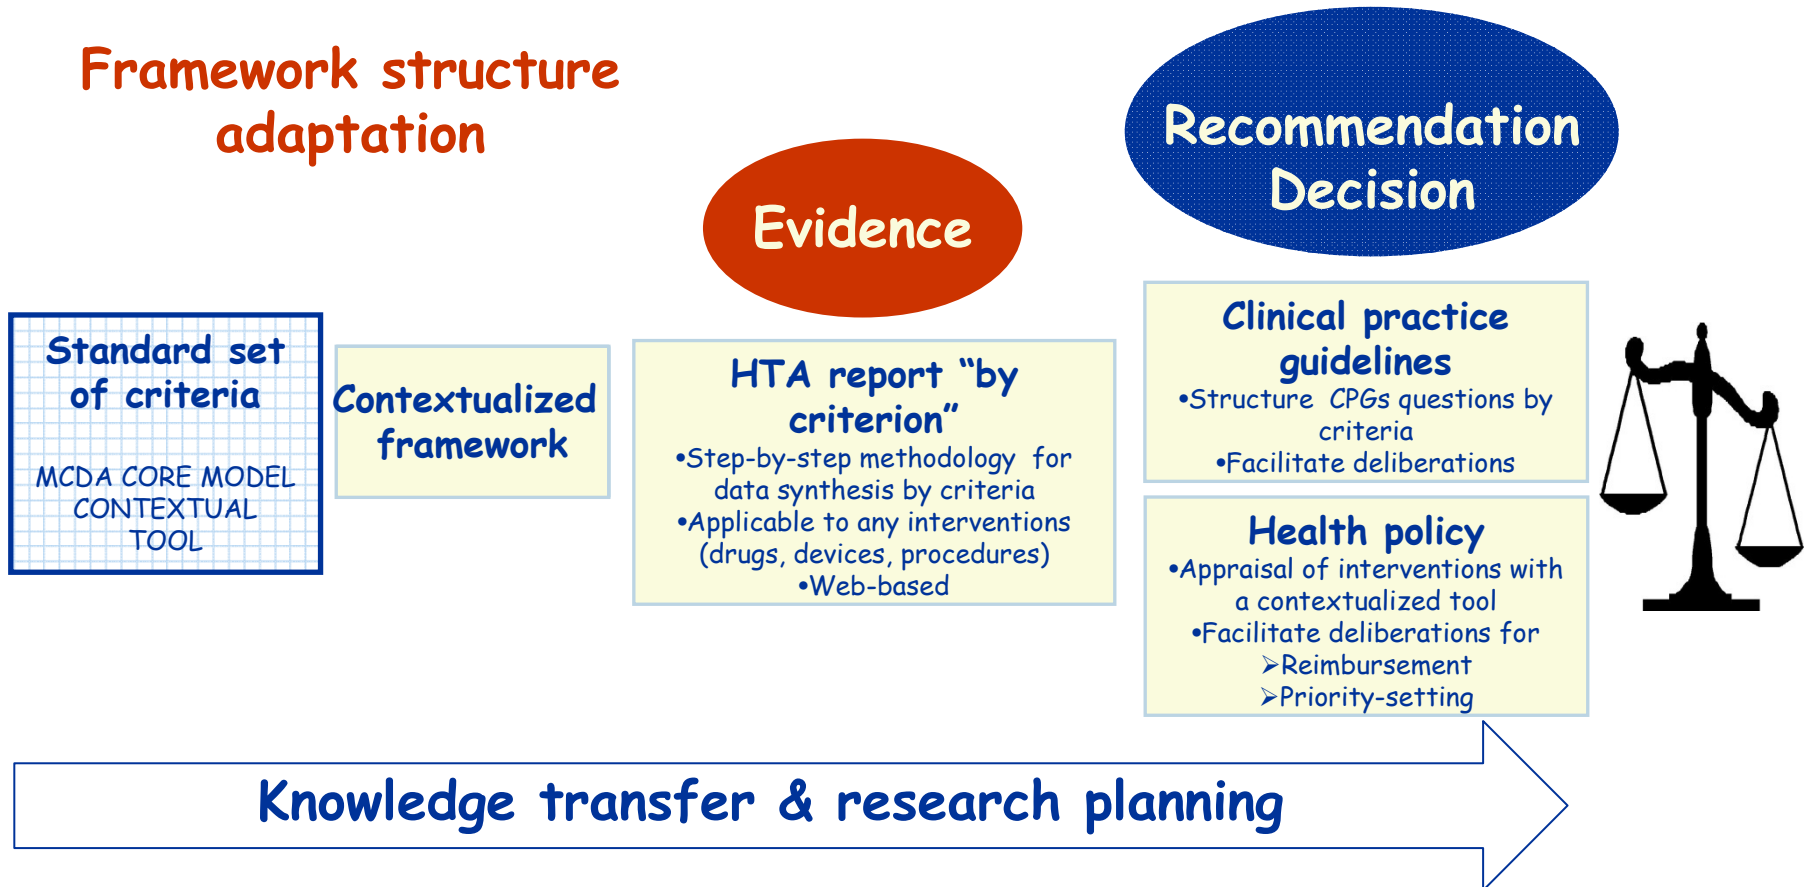 Framework structure
adaptation
Evidence
Recommendation
Decision
Standard set
of criteria
MCDA CORE MODEL
CONTEXTUAL
TOOL
Contextualized
framework
HTA report “by
criterion”
•Step-by-step methodology for
data synthesis by criteria
•Applicable to any interventions
(drugs, devices, procedures)
•Web-based
Clinical practice
guidelines
•Structure CPGs questions by
criteria
•Facilitate deliberations
Health policy
•Appraisal of interventions with
a contextualized tool
•Facilitate deliberations for
➢Reimbursement
➢Priority-setting
Knowledge transfer & research planning